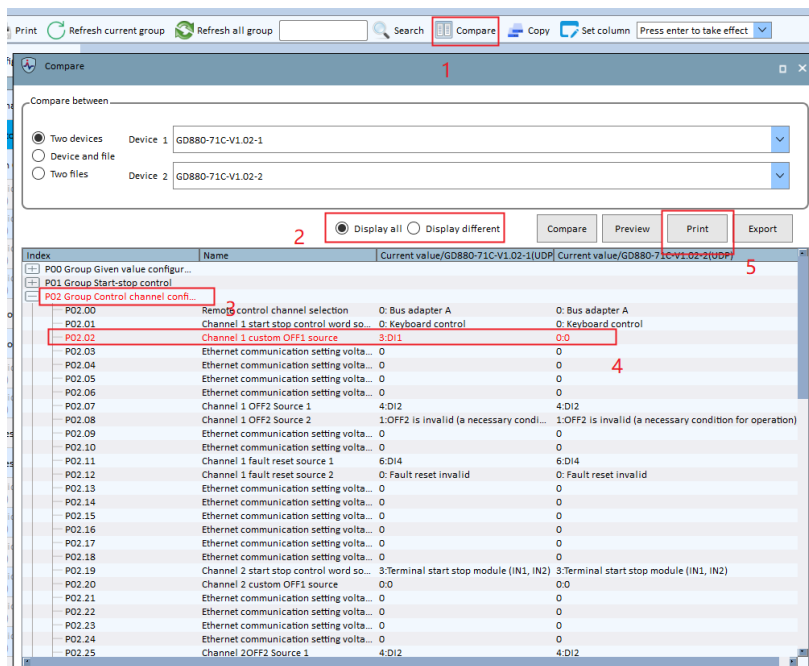 Print Refresh current group Refresh all group Search Compare Copy Set column Press enter to take effect
1
Compare
Compare between
Two devices Device 1 GD880-71C-V1.02-1
Device and file
Two files Device 2 GD880-71C-V1.02-2
2 Display all Display different Compare Preview Print Export
5
Index Name Current value/GD880-71C-V1.02-1(UDP Current value/GD880-71C-V1.02-2(UDP)
P00 Group Given value configur...
P01 Group Start-stop control
P02 Group Control channel confi...
3
P02.00 Remote control channel selection 0: Bus adapter A 0: Bus adapter A
P02.01 Channel 1 start stop control word so... 0: Keyboard control 0: Keyboard control
P02.02 Channel 1 custom OFF1 source 3:DI1 0:0
4
P02.03 Ethernet communication setting volta... 0 0
P02.04 Ethernet communication setting volta... 0 0
P02.05 Ethernet communication setting volta... 0 0
P02.06 Ethernet communication setting volta... 0 0
P02.07 Channel 1 OFF2 Source 1 4:DI2 4:DI2
P02.08 Channel 1 OFF2 Source 2 1:OFF2 is invalid (a necessary condi... 1:OFF2 is invalid (a necessary condition for operation)
P02.09 Ethernet communication setting volta... 0 0
P02.10 Ethernet communication setting volta... 0 0
P02.11 Channel 1 fault reset source 1 6:DI4 6:DI4
P02.12 Channel 1 fault reset source 2 0: Fault reset invalid 0: Fault reset invalid
P02.13 Ethernet communication setting volta... 0 0
P02.14 Ethernet communication setting volta... 0 0
P02.15 Ethernet communication setting volta... 0 0
P02.16 Ethernet communication setting volta... 0 0
P02.17 Ethernet communication setting volta... 0 0
P02.18 Ethernet communication setting volta... 0 0
P02.19 Channel 2 start stop control word so... 3:Terminal start stop module (IN1, IN2) 3:Terminal start stop module (IN1, IN2)
P02.20 Channel 2 custom OFF1 source 0:0 0:0
P02.21 Ethernet communication setting volta... 0 0
P02.22 Ethernet communication setting volta... 0 0
P02.23 Ethernet communication setting volta... 0 0
P02.24 Ethernet communication setting volta... 0 0
P02.25 Channel 2OFF2 Source 1 4:DI2 4:DI2